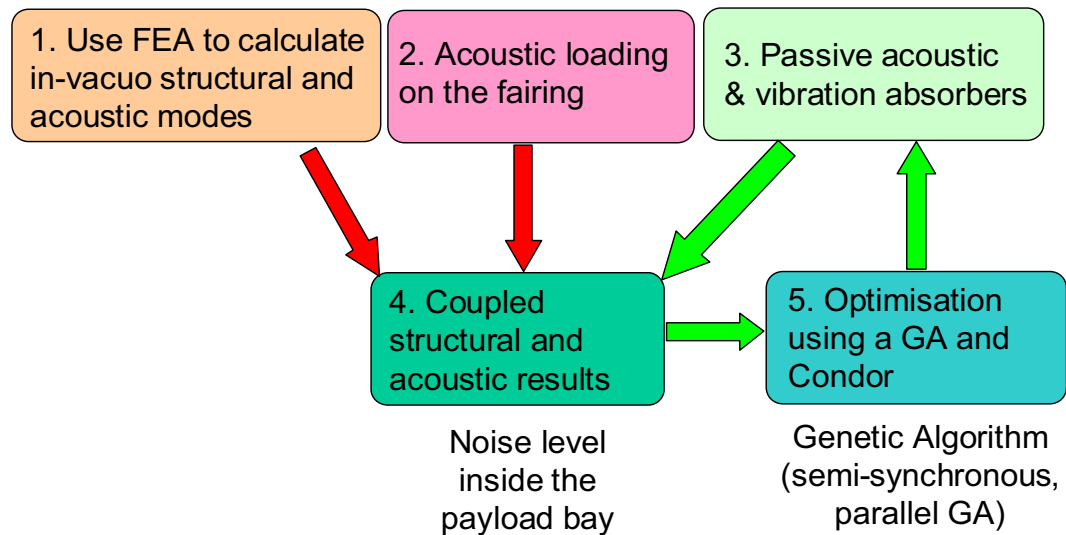 1. Use FEA to calculate
in-vacuo structural and
acoustic modes
2. Acoustic loading
on the fairing
3. Passive acoustic
& vibration absorbers
4. Coupled
structural and
acoustic results
5. Optimisation
using a GA and
Condor
Noise level
inside the
payload bay
Genetic Algorithm
(semi-synchronous,
parallel GA)